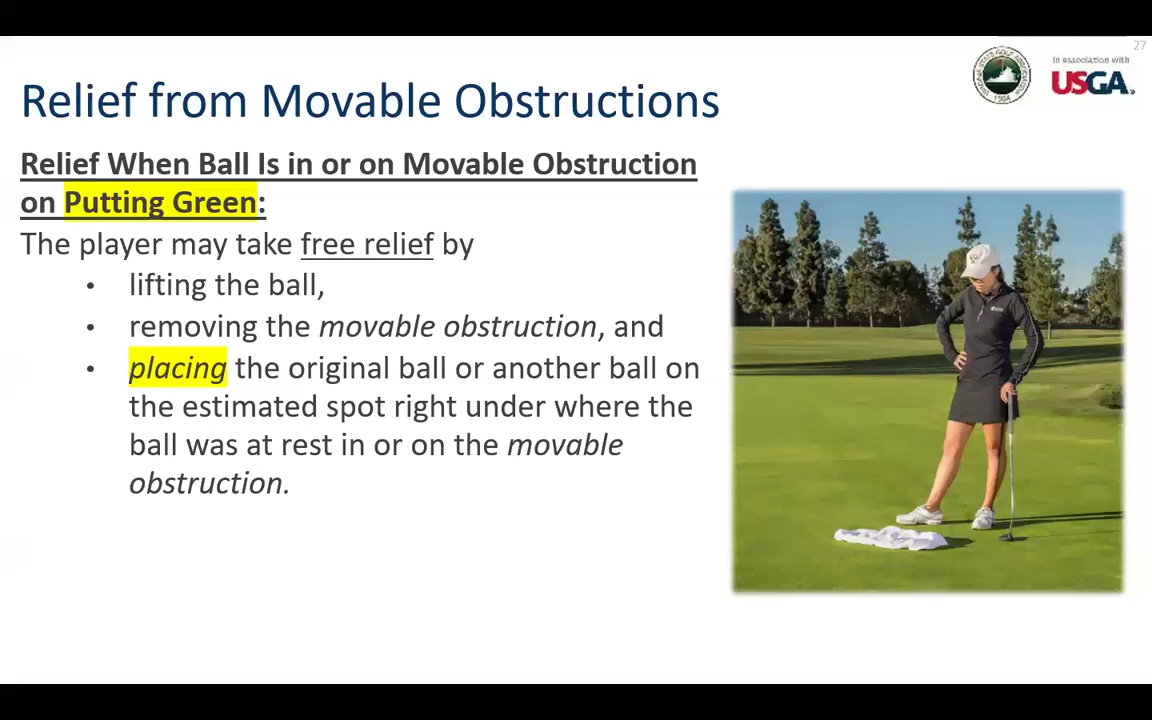 27
In association with
USGA
Relief from Movable Obstructions
Relief When Ball Is in or on Movable Obstruction
on Putting Green:
The player may take free relief by
• lifting the ball,
• removing the movable obstruction, and
• placing the original ball or another ball on
the estimated spot right under where the
ball was at rest in or on the movable
obstruction.